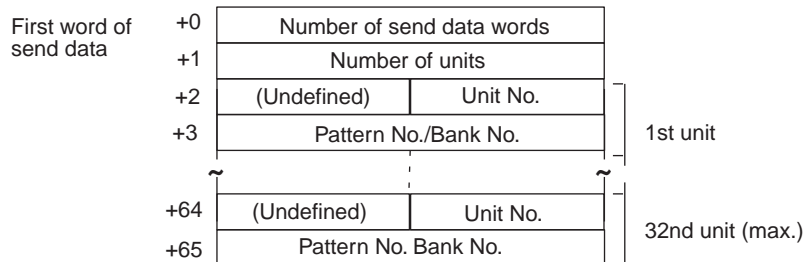 First word of
send data
+0 Number of send data words
+1 Number of units
+2 (Undefined) Unit No.
+3 Pattern No./Bank No.
1st unit
~ ~
+64 (Undefined) Unit No.
+65 Pattern No. Bank No.
32nd unit (max.)